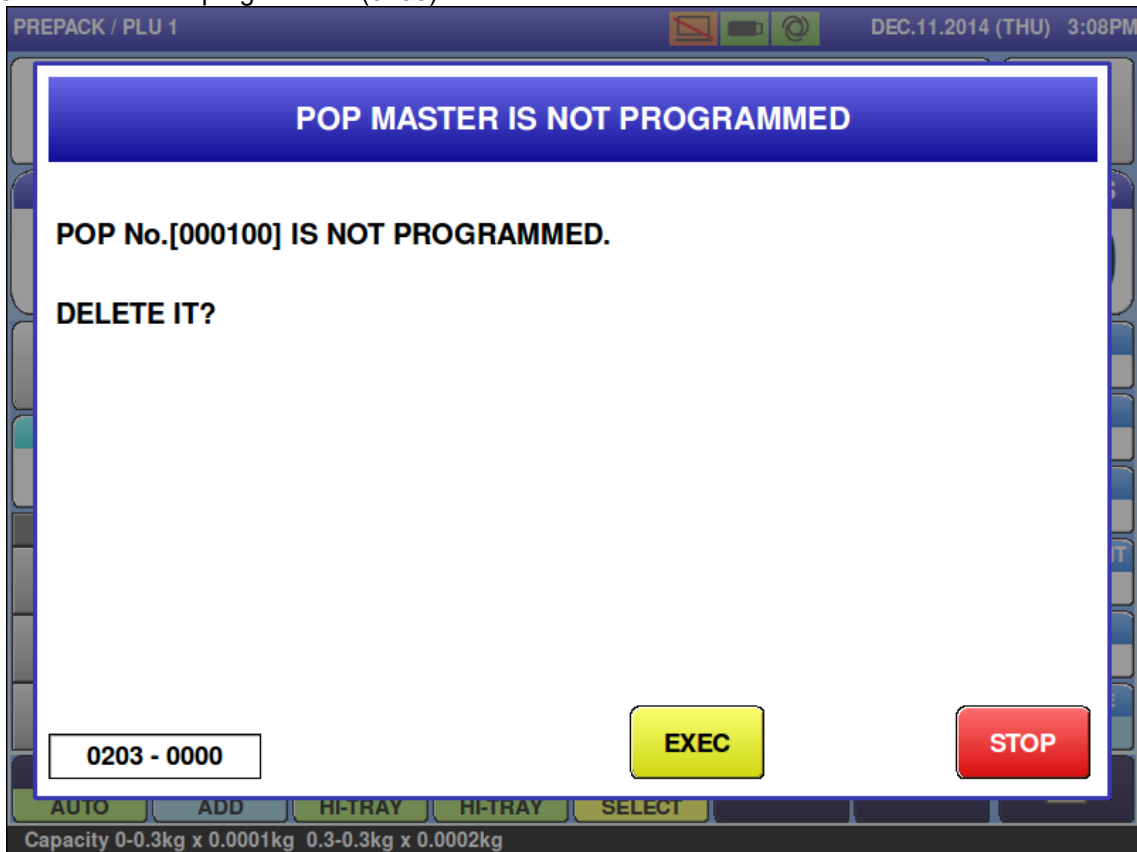 PREPACK / PLU 1
DEC.11.2014 (THU) 3:08PM
POP MASTER IS NOT PROGRAMMED
POP No.[000100] IS NOT PROGRAMMED.
DELETE IT?
0203 - 0000
EXEC
STOP
AUTO
ADD
HI-TRAY
HI-TRAY
SELECT
Capacity 0-0.3kg x 0.0001kg 0.3-0.3kg x 0.0002kg